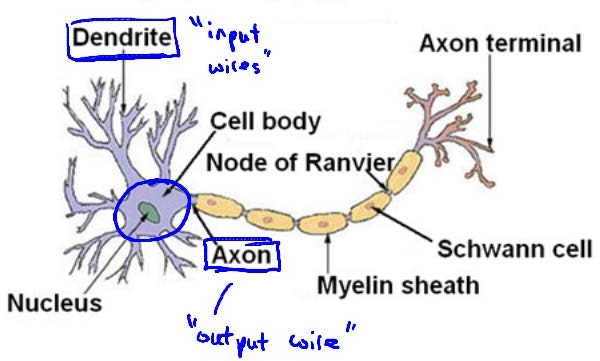 Dendrite
"input
wires"
Axon terminal
Cell body
Node of Ranvier
Axon
Schwann cell
Myelin sheath
Nucleus
"output wire"